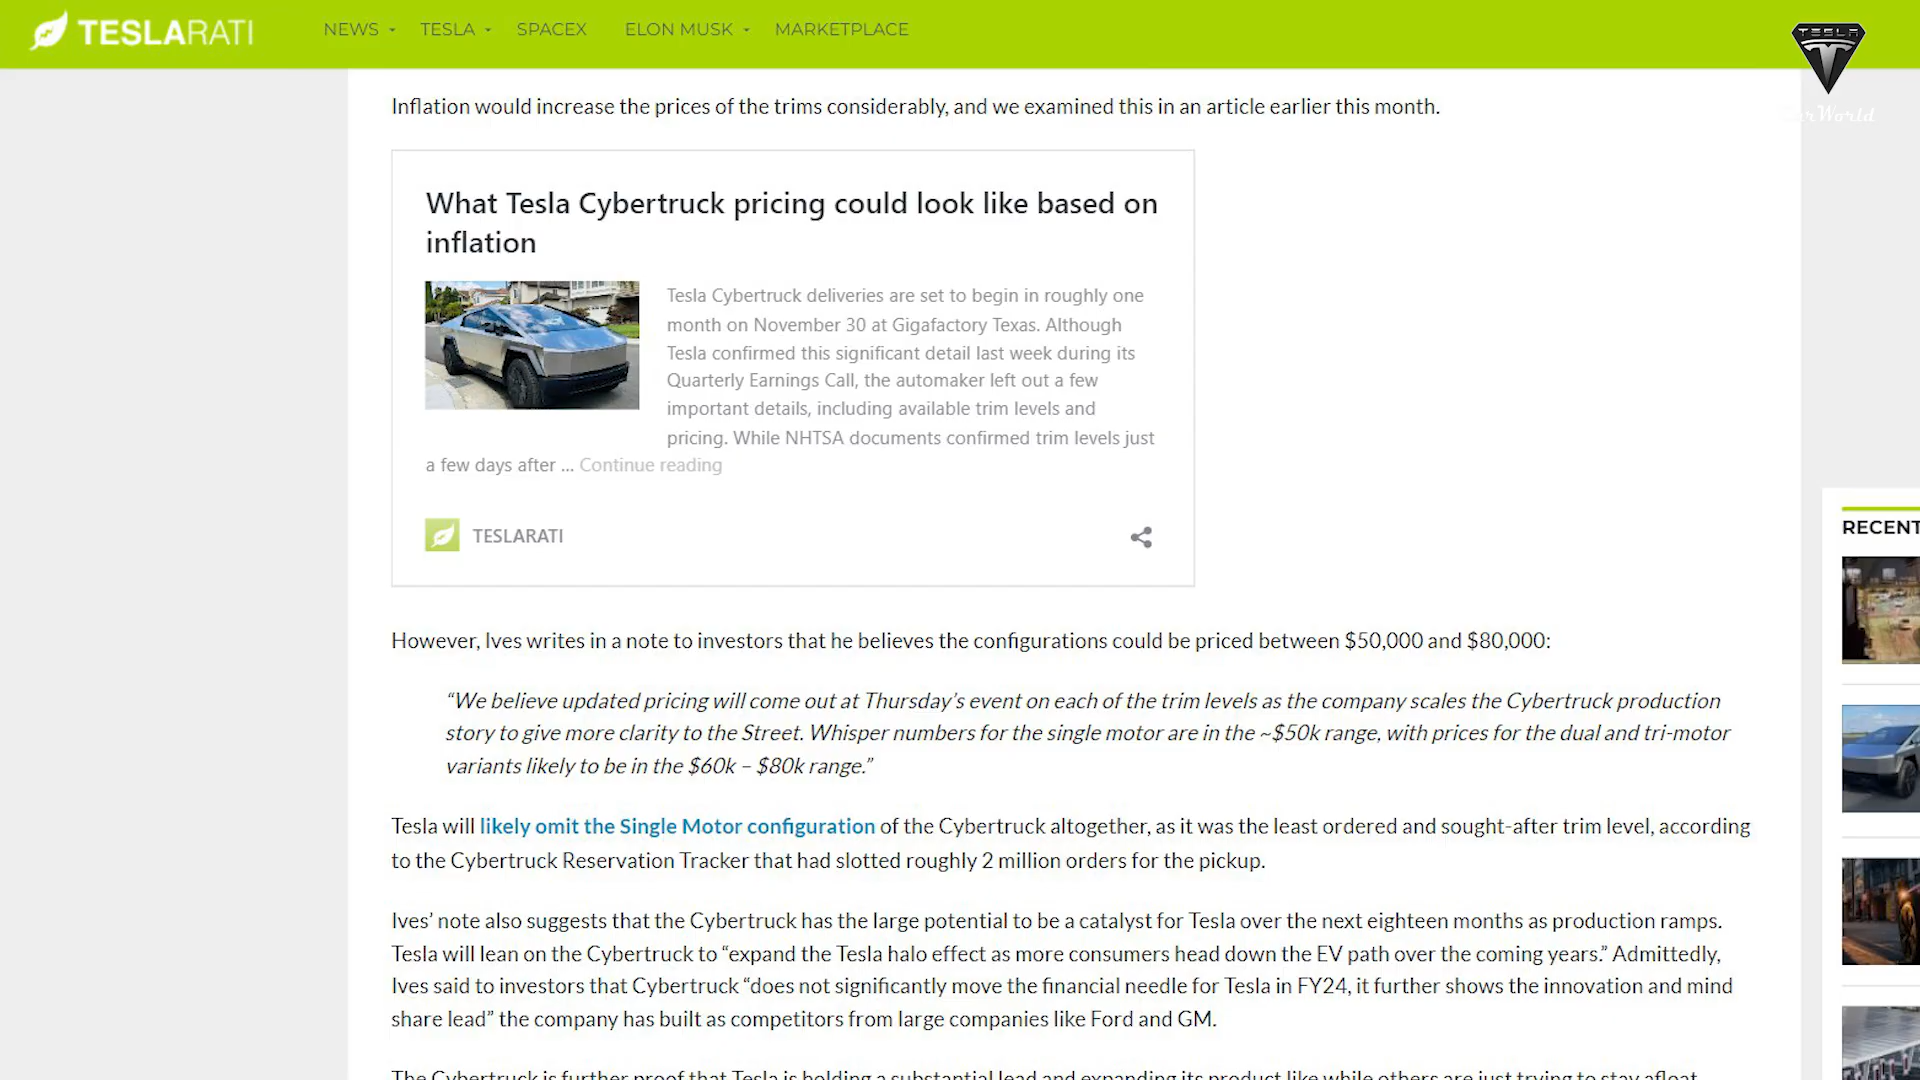 TESLARATI NEWS TESLA SPACEX ELON MUSK MARKETPLACE
TESLA
World
Inflation would increase the prices of the trims considerably, and we examined this in an article earlier this month.
What Tesla Cybertruck pricing could look like based on
inflation
Tesla Cybertruck deliveries are set to begin in roughly one
month on November 30 at Gigafactory Texas. Although
Tesla confirmed this significant detail last week during its
Quarterly Earnings Call, the automaker left out a few
important details, including available trim levels and
pricing. While NHTSA documents confirmed trim levels just
a few days after ... Continue reading
TESLARATI
RECENT
However, Ives writes in a note to investors that he believes the configurations could be priced between $50,000 and $80,000:
“We believe updated pricing will come out at Thursday’s event on each of the trim levels as the company scales the Cybertruck production
story to give more clarity to the Street. Whisper numbers for the single motor are in the ~$50k range, with prices for the dual and tri-motor
variants likely to be in the $60k – $80k range.”
Tesla will likely omit the Single Motor configuration of the Cybertruck altogether, as it was the least ordered and sought-after trim level, according
to the Cybertruck Reservation Tracker that had slotted roughly 2 million orders for the pickup.
Ives’ note also suggests that the Cybertruck has the large potential to be a catalyst for Tesla over the next eighteen months as production ramps.
Tesla will lean on the Cybertruck to “expand the Tesla halo effect as more consumers head down the EV path over the coming years.” Admittedly,
Ives said to investors that Cybertruck “does not significantly move the financial needle for Tesla in FY24, it further shows the innovation and mind
share lead” the company has built as competitors from large companies like Ford and GM.
The Cybertruck is further proof that Tesla is holding a substantial lead and expanding its product like while others are just trying to stay afloat